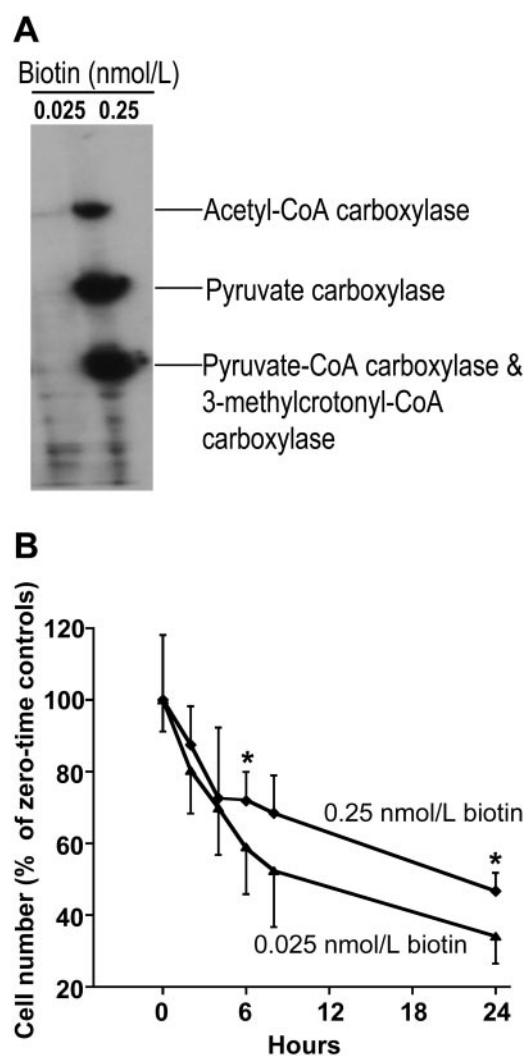 A
Biotin (nmol/L)
0.025 0.25
Acetyl-CoA carboxylase
Pyruvate carboxylase
Pyruvate-CoA carboxylase &
3-methylcrotonyl-CoA
carboxylase
B
Cell number (% of zero-time controls)
120
100
80
60
40
20
*
*
0.25 nmol/L biotin
0.025 nmol/L biotin
0 6 12 18 24
Hours